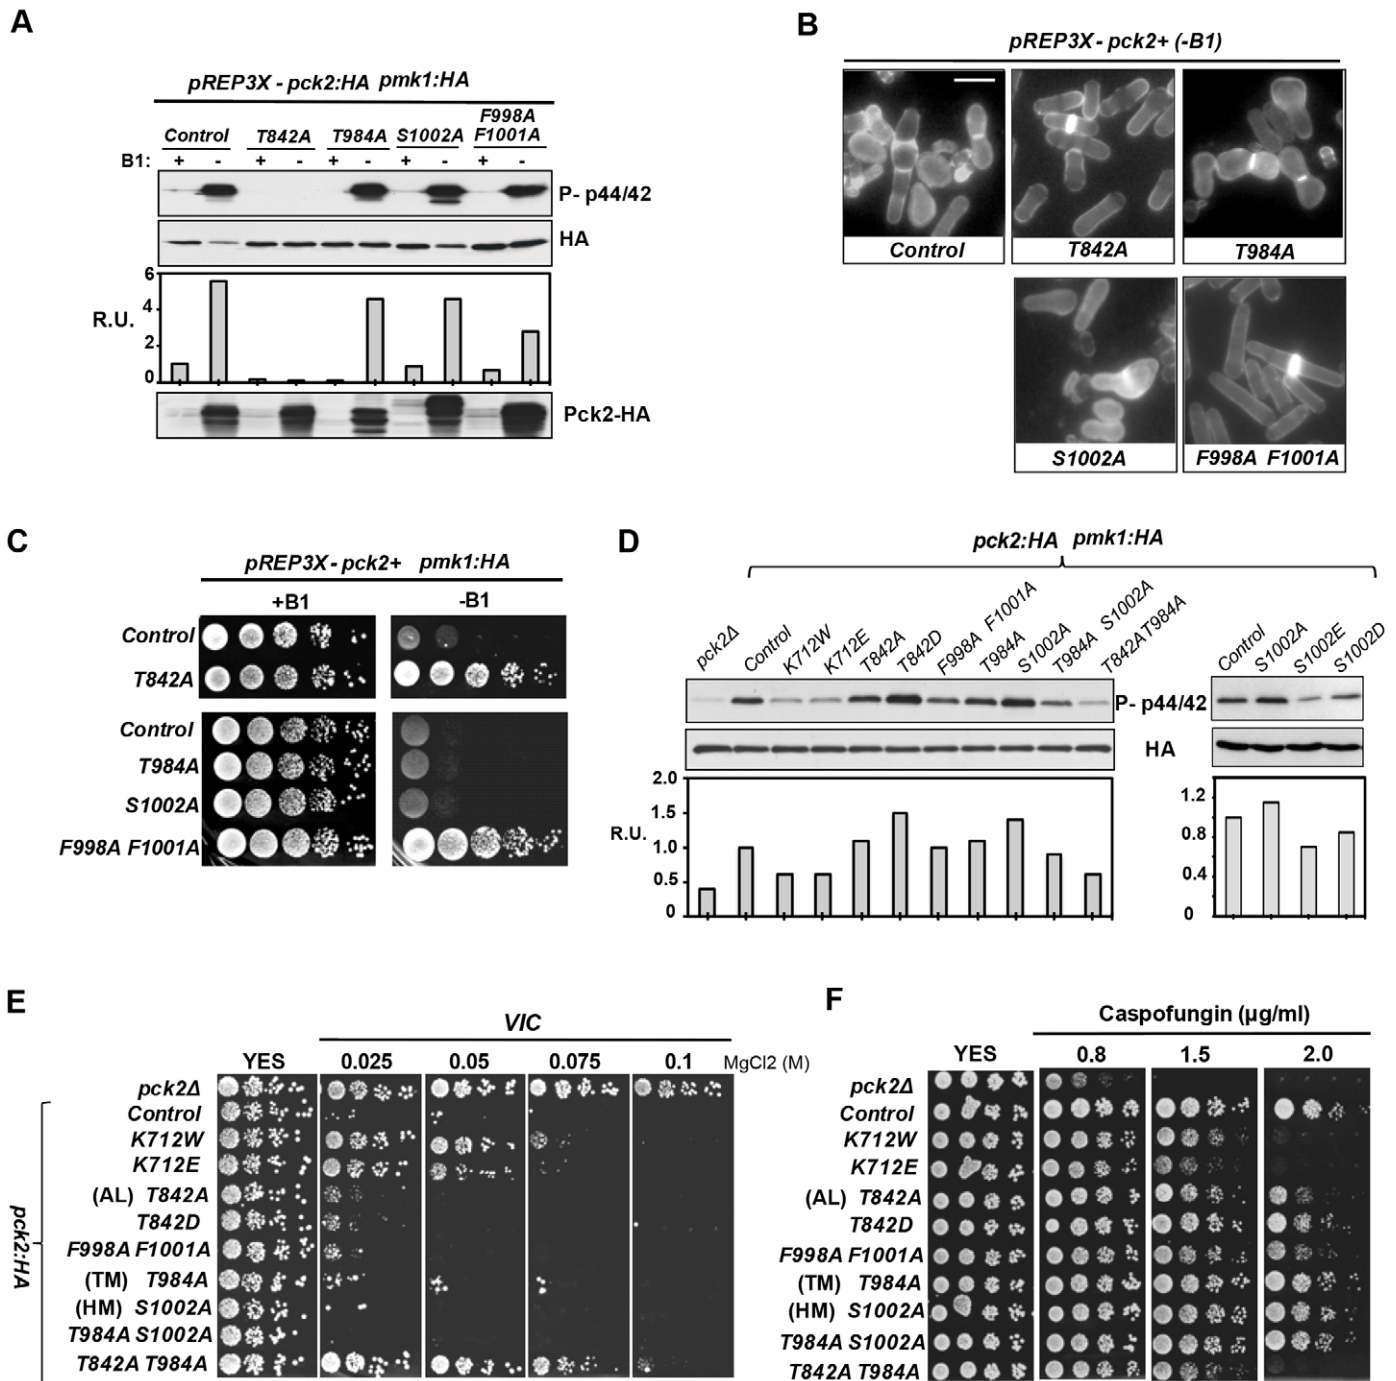 A
pREP3X - pck2:HA pmk1:HA
Control T842A T984A S1002A F998A F1001A
B1: + - + - + - + - + -
P- p44/42
HA
6
4
R.U.
2
0
Pck2-HA
B
pREP3X - pck2+ (-B1)
Control T842A T984A
S1002A F998A F1001A
C
pREP3X - pck2+ pmk1:HA
+B1 -B1
Control
T842A
Control
T984A
S1002A
F998A F1001A
D
pck2:HA pmk1:HA
pck2Δ Control K712W K712E T842A T842D F998A F1001A T984A S1002A T984A S1002A T842A T984A
Control S1002A S1002E S1002D
P- p44/42
HA
2.0
1.5
R.U.
1.0
0.5
0
1.2
0.8
0.4
0
E
VIC
YES 0.025 0.05 0.075 0.1 MgCl2 (M)
pck2Δ
Control
K712W
K712E
(AL) T842A
T842D
F998A F1001A
(TM) T984A
(HM) S1002A
T984A S1002A
T842A T984A
pck2:HA
F
Caspofungin (µg/ml)
YES 0.8 1.5 2.0
pck2Δ
Control
K712W
K712E
(AL) T842A
T842D
F998A F1001A
(TM) T984A
(HM) S1002A
T984A S1002A
T842A T984A